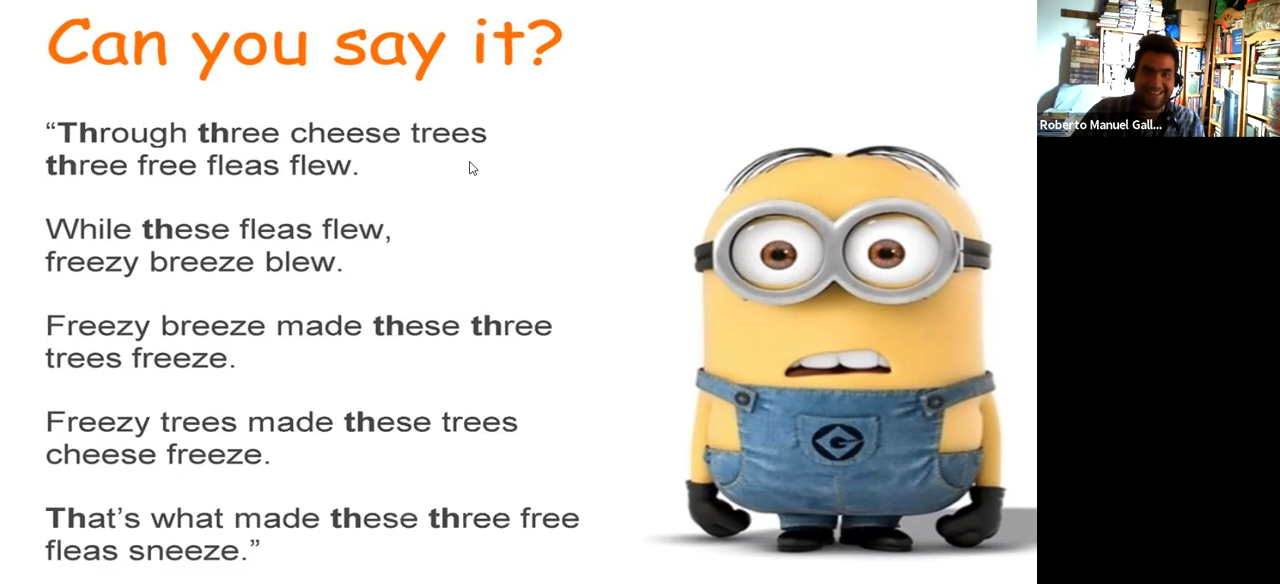 Can you say it?
“Through three cheese trees
three free fleas flew.
While these fleas flew,
freezy breeze blew.
Freezy breeze made these three
trees freeze.
Freezy trees made these trees
cheese freeze.
That’s what made these three free
fleas sneeze.”
Roberto Manuel Gall...